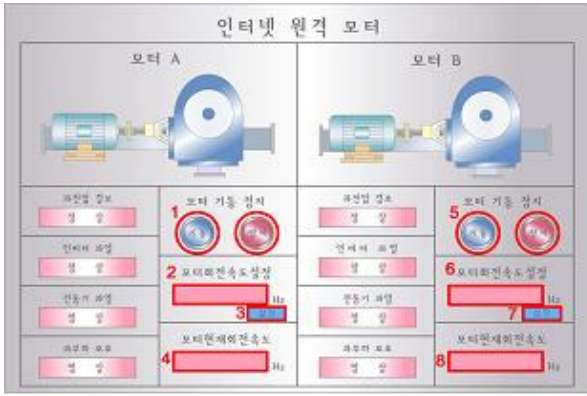 인터넷 원격 모터
모터 A
모터 B
과전압 경보
정 상
인버터 과열
정 상
전동기 과열
정 상
과부하 보호
정 상
1
모터 기동 정지
2
모터회전속도설정
Hz
3
4
모터현재회전속도
Hz
과전압 경보
정 상
인버터 과열
정 상
전동기 과열
정 상
과부하 보호
정 상
5
모터 기동 정지
6
모터회전속도설정
Hz
7
8
모터현재회전속도
Hz